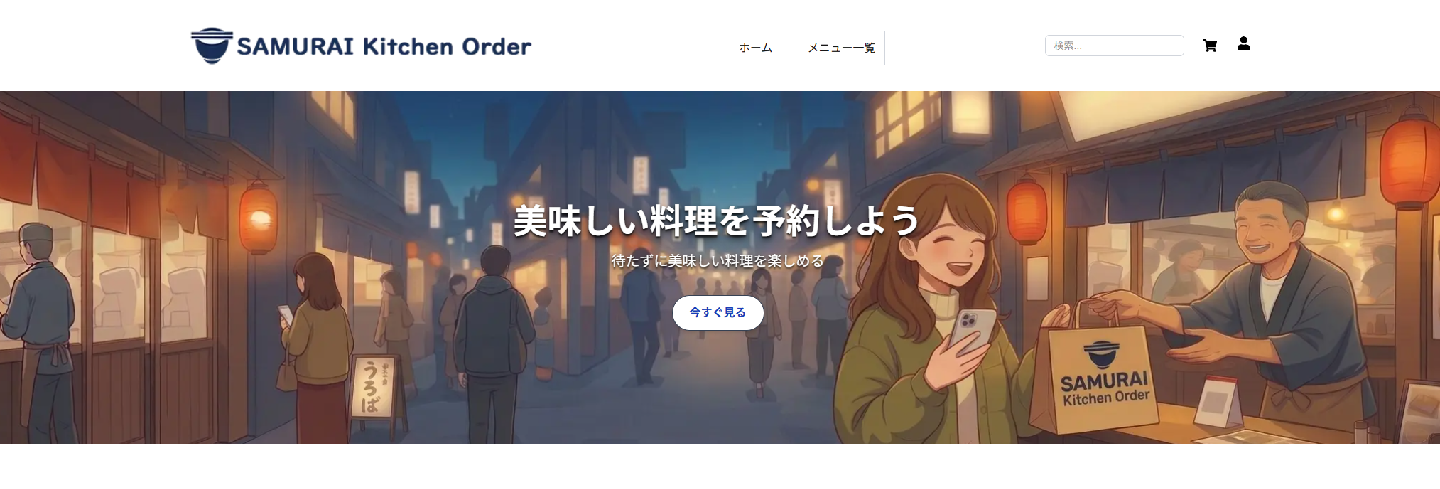 SAMURAI Kitchen Order
ホーム
メニュー一覧
検索...
美味しい料理を予約しよう
待たずに美味しい料理を楽しめる
今すぐ見る
うろぱ
SAMURAI
Kitchen Order